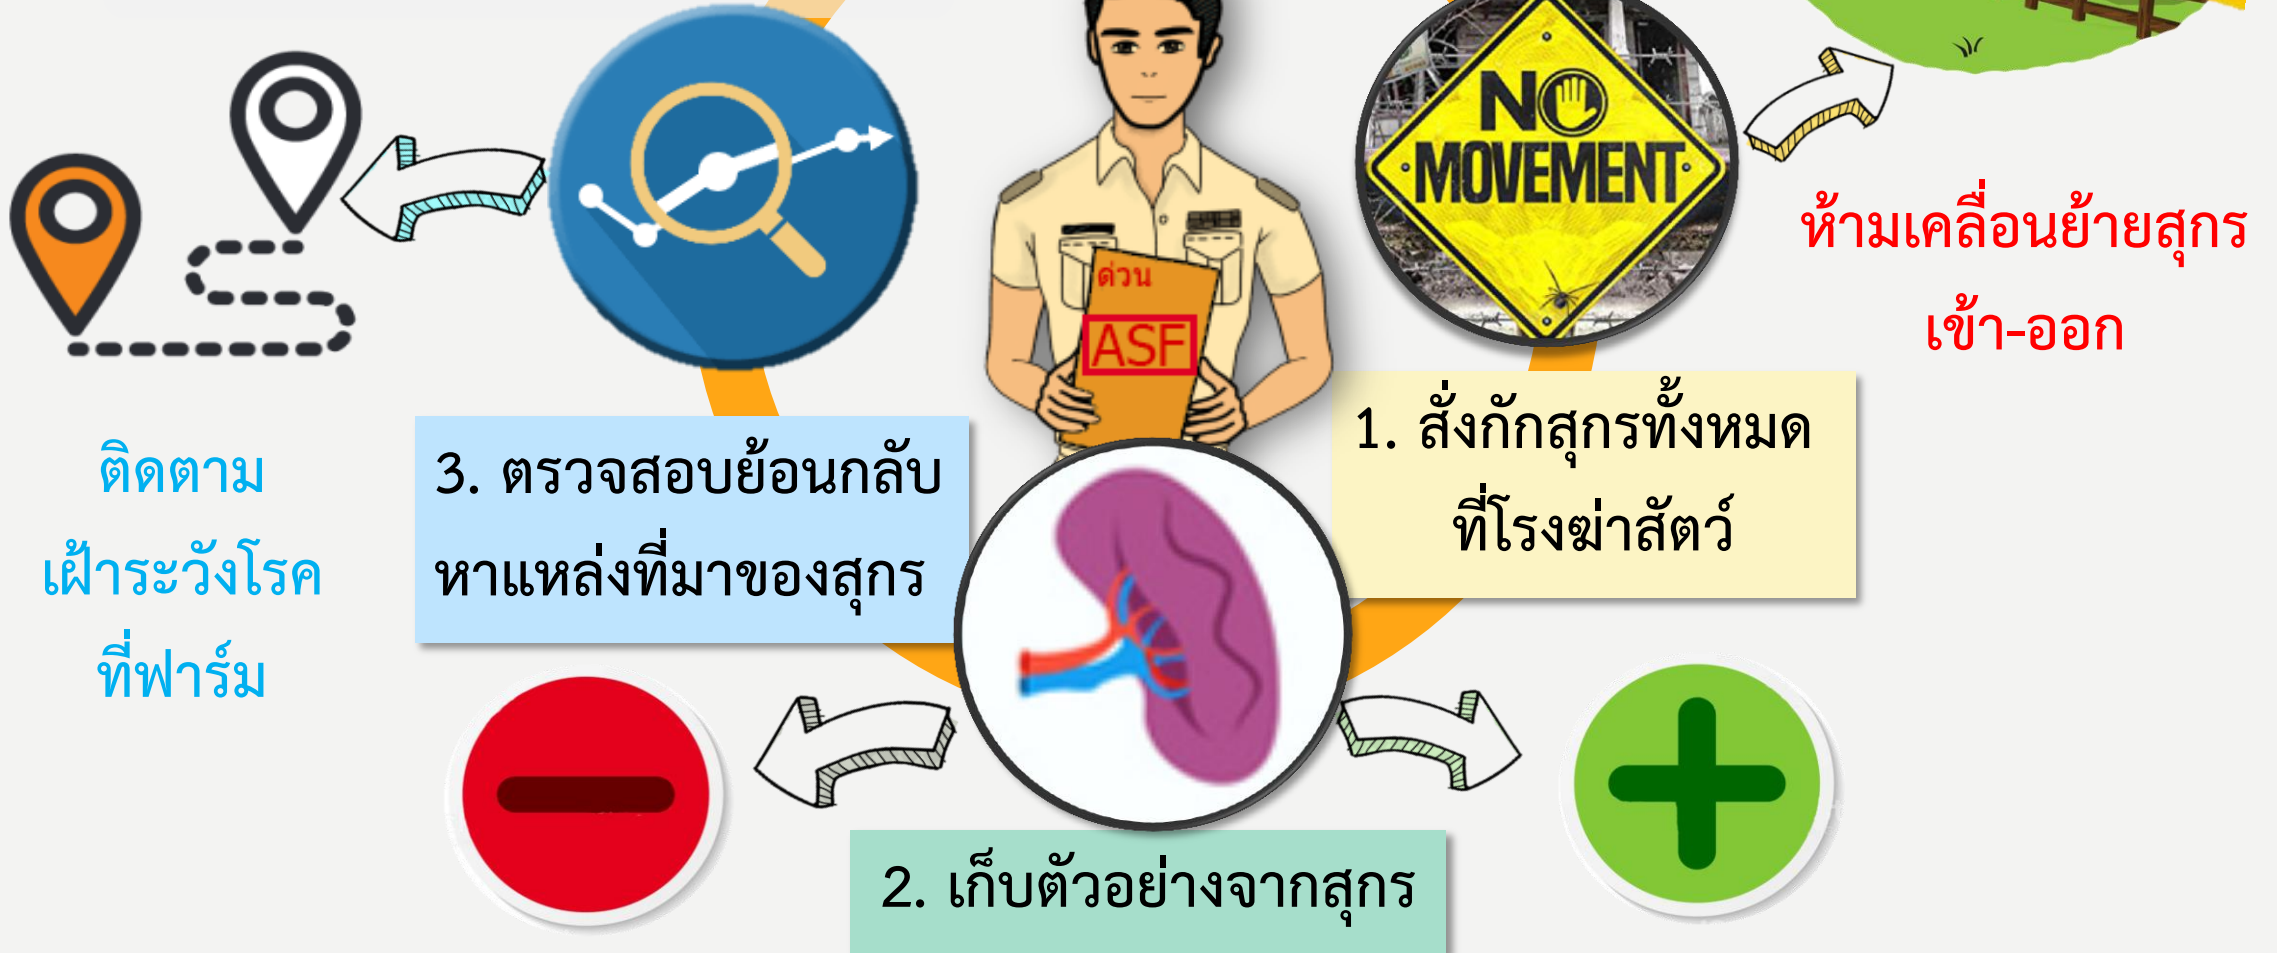 NO
MOVEMENT
ห้ามเคลื่อนย้ายสุกร
เข้า-ออก
ด่วน
ASF
1. สั่งกักสุกรทั้งหมด
ที่โรงฆ่าสัตว์
3. ตรวจสอบย้อนกลับ
หาแหล่งที่มาของสุกร
ติดตาม
เฝ้าระวังโรค
ที่ฟาร์ม
2. เก็บตัวอย่างจากสุกร